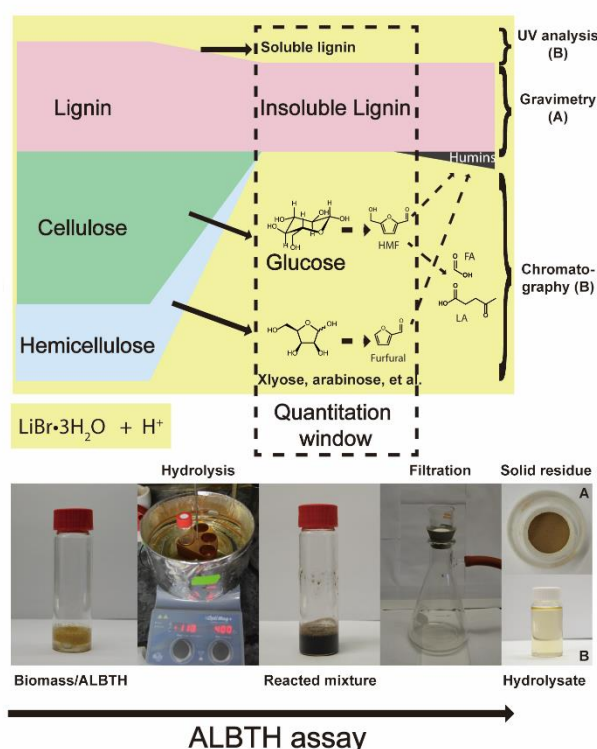 UV analysis
(B)
Soluble lignin
Lignin
Insoluble Lignin
Gravimetry
(A)
Humins
Cellulose
Glucose
HMF
FA
LA
Chromato-
graphy (B)
Hemicellulose
Furfural
Xlyose, arabinose, et al.
LiBr•3H₂O + H⁺
Quantitation
window
Hydrolysis
Filtration
Solid residue
A
B
Biomass/ALBTH
Reacted mixture
Hydrolysate
ALBTH assay